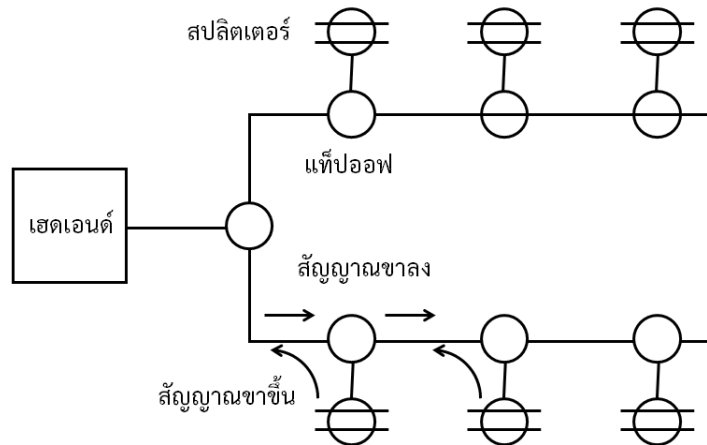 สปลิตเตอร์
แท็ปออฟ
เฮดเอนด์
สัญญาณขาลง
สัญญาณขาขึ้น